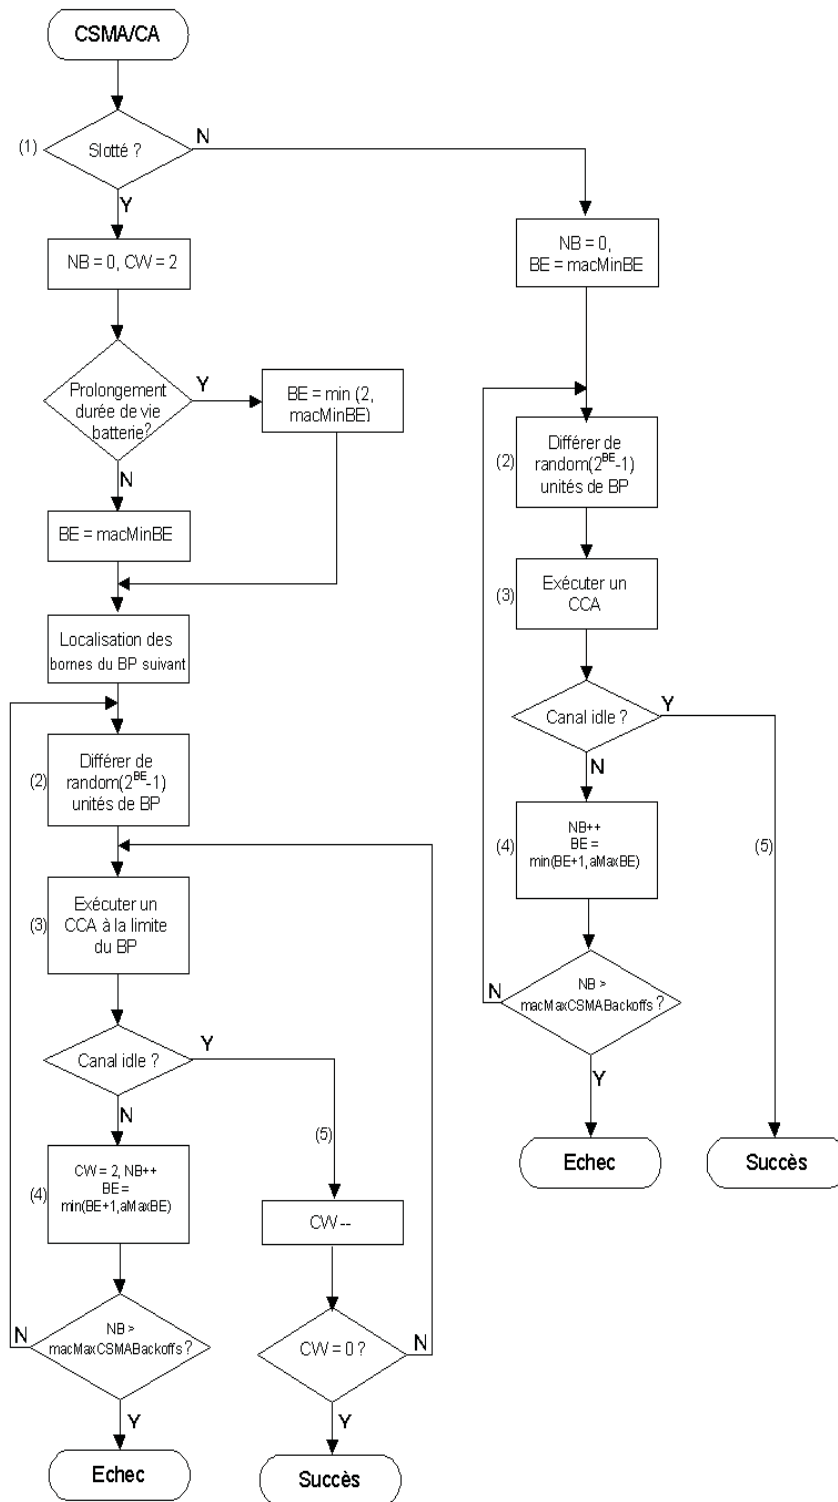 CSMA/CA
(1)
Slotté ?
N
Y
NB = 0, CW = 2
Prolongement
durée de vie
batterie?
Y
BE = min (2,
macMinBE)
N
BE = macMinBE
Localisation des
bornes du BP suivant
(2)
Différer de
random(2^BE-1)
unités de BP
(3)
Exécuter un
CCA à la limite
du BP
Canal idle ?
Y
N
(5)
(4)
CW = 2, NB++
BE =
min(BE+1,aMaxBE)
CW --
NB >
macMaxCSMABackoffs ?
N
Y
CW = 0 ?
N
Y
Echec
Succès
NB = 0,
BE = macMinBE
(2)
Différer de
random(2^BE-1)
unités de BP
(3)
Exécuter un
CCA
Canal idle ?
Y
N
(4)
NB++
BE =
min(BE+1,aMaxBE)
(5)
NB >
macMaxCSMABackoffs ?
N
Y
Echec
Succès